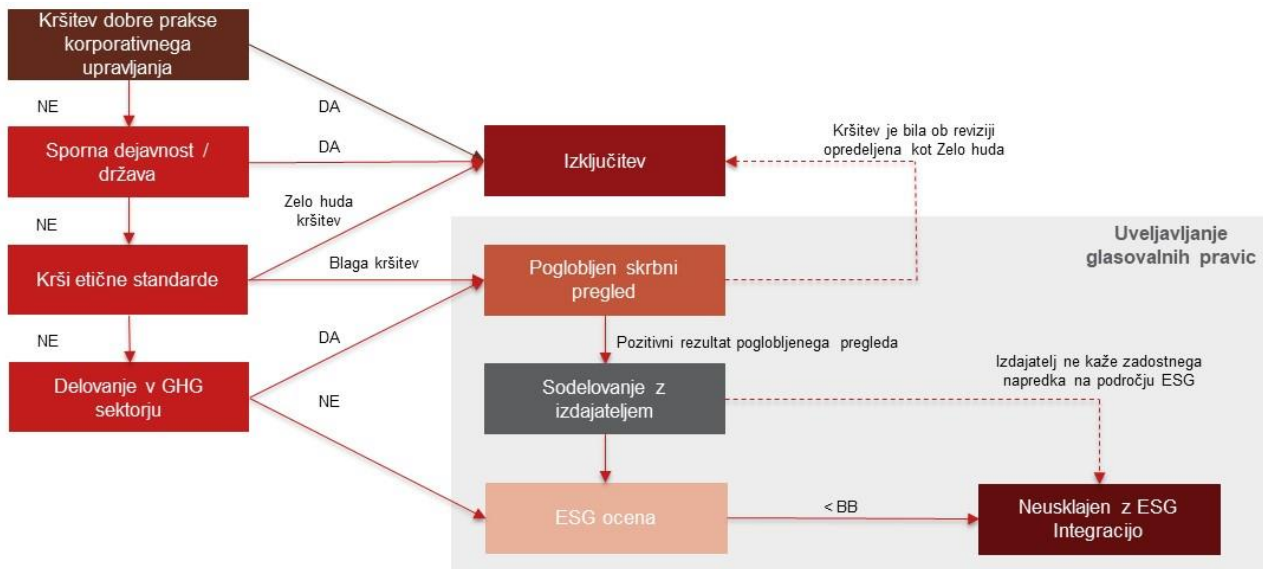 Kršitev dobre prakse
korporativnega
upravljanja
NE
DA
Sporna dejavnost /
država
DA
Izključitev
Kršitev je bila ob reviziji
opredeljena kot Zelo huda
NE
Zelo huda
kršitev
Uveljavljanje
glasovalnih pravic
Krši etične standarde
Blaga kršitev
Poglobljen skrbni
pregled
NE
DA
Pozitivni rezultat poglobljenega pregleda
Izdajatelj ne kaže zadostnega
napredka na področju ESG
Delovanje v GHG
sektorju
NE
Sodelovanje z
izdajateljem
ESG ocena
< BB
Neusklajen z ESG
Integracijo